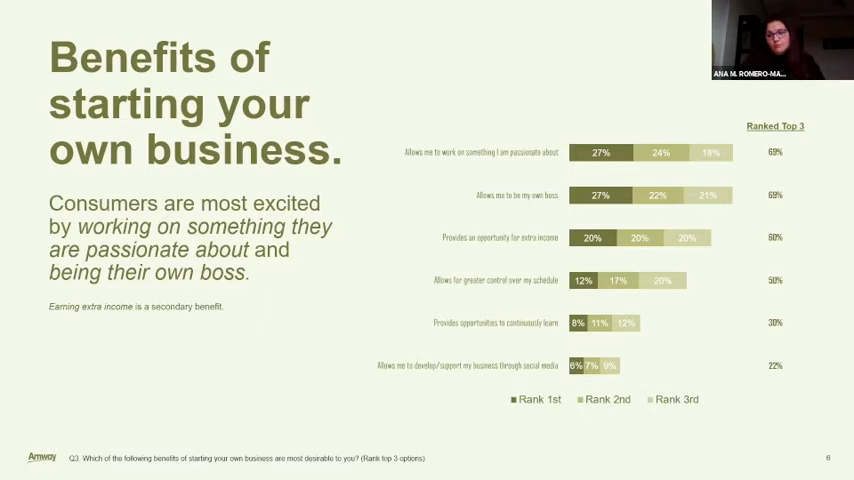 ANA M. ROMERO-MA...
Benefits of
starting your
own business.
Consumers are most excited
by working on something they
are passionate about and
being their own boss.
Earning extra income is a secondary benefit.
Ranked Top 3
Allows me to work on something I am passionate about 27% 24% 18% 69%
Allows me to be my own boss 27% 22% 21% 69%
Provides an opportunity for extra income 20% 20% 20% 60%
Allows for greater control over my schedule 12% 17% 20% 50%
Provides opportunities to continuously learn 8% 11% 12% 30%
Allows me to develop/support my business through social media 6% 7% 9% 22%
Rank 1st Rank 2nd Rank 3rd
Amway Q3. Which of the following benefits of starting your own business are most desirable to you? (Rank top 3 options) 6